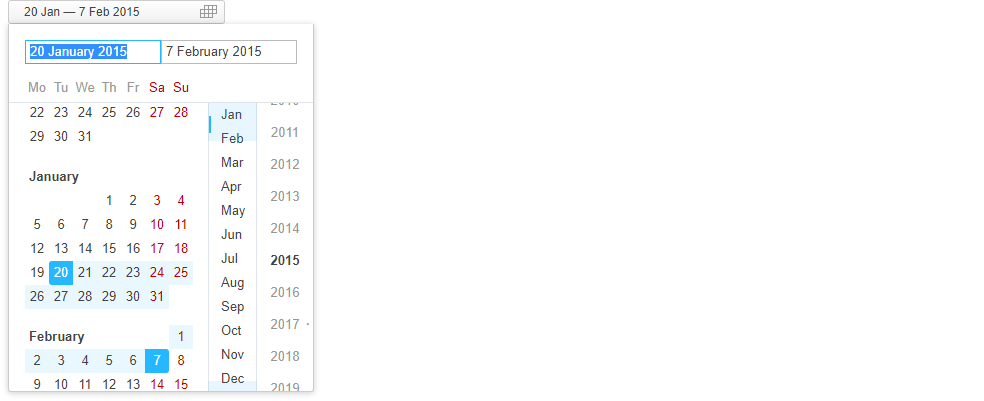 20 Jan — 7 Feb 2015
20 January 2015 7 February 2015
Mo Tu We Th Fr Sa Su
22 23 24 25 26 27 28
29 30 31
January
1 2 3 4
5 6 7 8 9 10 11
12 13 14 15 16 17 18
19 20 21 22 23 24 25
26 27 28 29 30 31
February 1
2 3 4 5 6 7 8
9 10 11 12 13 14 15
Jan
Feb
Mar
Apr
May
Jun
Jul
Aug
Sep
Oct
Nov
Dec
2010
2011
2012
2013
2014
2015
2016
2017
2018
2019